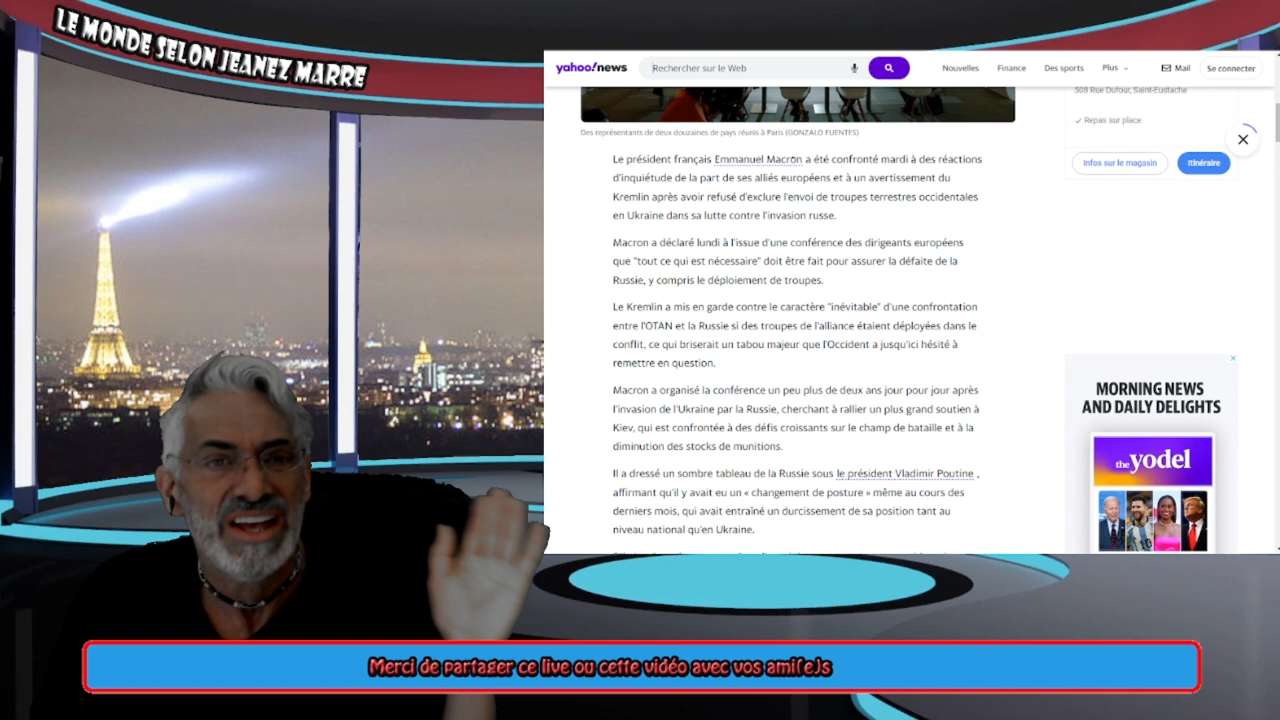 LE MONDE SELON JEANEZ MARRE
yahoo!news
Rechercher sur le Web
Nouvelles
Finance
Des sports
Plus
Mail
Se connecter
508 Rue Dufour, Saint-Eustache
Repas sur place
Infos sur le magasin
Itinéraire
Des représentants de deux douzaines de pays réunis à Paris (GONZALO FUENTES)
Le président français Emmanuel Macron a été confronté mardi à des réactions
d'inquiétude de la part de ses alliés européens et à un avertissement du
Kremlin après avoir refusé d'exclure l'envoi de troupes terrestres occidentales
en Ukraine dans sa lutte contre l'invasion russe.
Macron a déclaré lundi à l'issue d'une conférence des dirigeants européens
que "tout ce qui est nécessaire" doit être fait pour assurer la défaite de la
Russie, y compris le déploiement de troupes.
Le Kremlin a mis en garde contre le caractère "inévitable" d'une confrontation
entre l'OTAN et la Russie si des troupes de l'alliance étaient déployées dans le
conflit, ce qui briserait un tabou majeur que l'Occident a jusqu'ici hésité à
remettre en question.
Macron a organisé la conférence un peu plus de deux ans jour pour jour après
l'invasion de l'Ukraine par la Russie, cherchant à rallier un plus grand soutien à
Kiev, qui est confrontée à des défis croissants sur le champ de bataille et à la
diminution des stocks de munitions.
Il a dressé un sombre tableau de la Russie sous le président Vladimir Poutine ,
affirmant qu'il y avait eu un « changement de posture » même au cours des
derniers mois, qui avait entraîné un durcissement de sa position tant au
niveau national qu'en Ukraine.
MORNING NEWS
AND DAILY DELIGHTS
the yodel
Merci de partager ce live ou cette vidéo avec vos ami(e)s